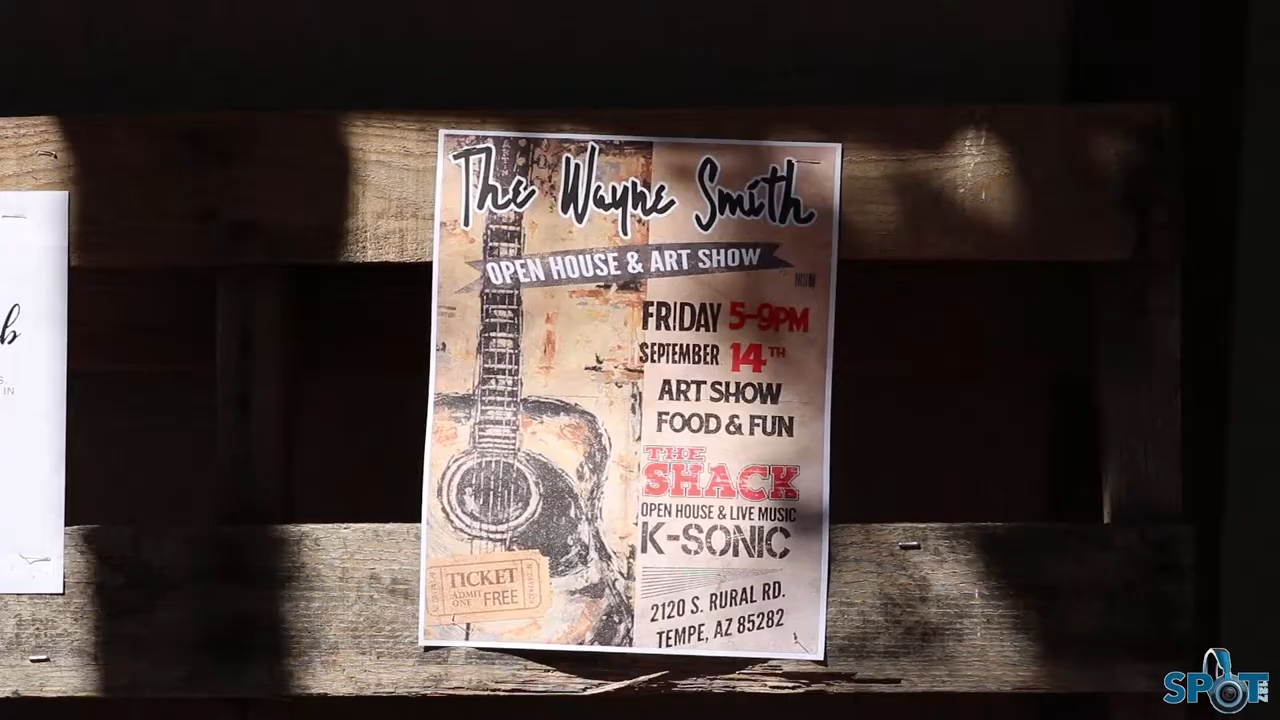 The Wayne Smith
OPEN HOUSE & ART SHOW
FRIDAY 5-9PM
SEPTEMBER 14TH
ART SHOW
FOOD & FUN
THE
SHACK
OPEN HOUSE & LIVE MUSIC
K-SONIC
TICKET
ADMIT
ONE FREE
2120 S. RURAL RD.
TEMPE, AZ 85282
b
S,
IN
SPOT